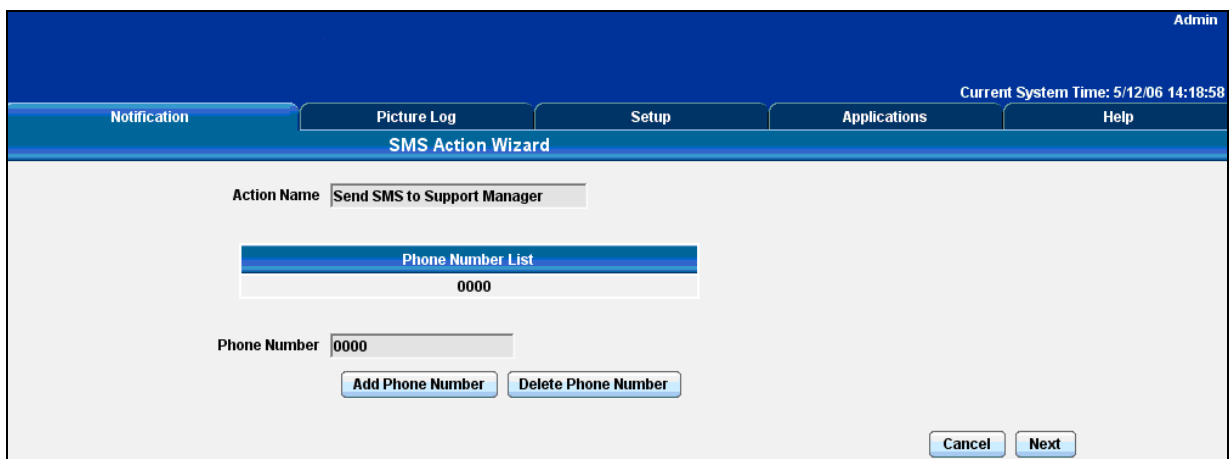 Admin
Current System Time: 5/12/06 14:18:58
Notification Picture Log Setup Applications Help
SMS Action Wizard
Action Name Send SMS to Support Manager
Phone Number List
0000
Phone Number 0000
Add Phone Number Delete Phone Number
Cancel Next